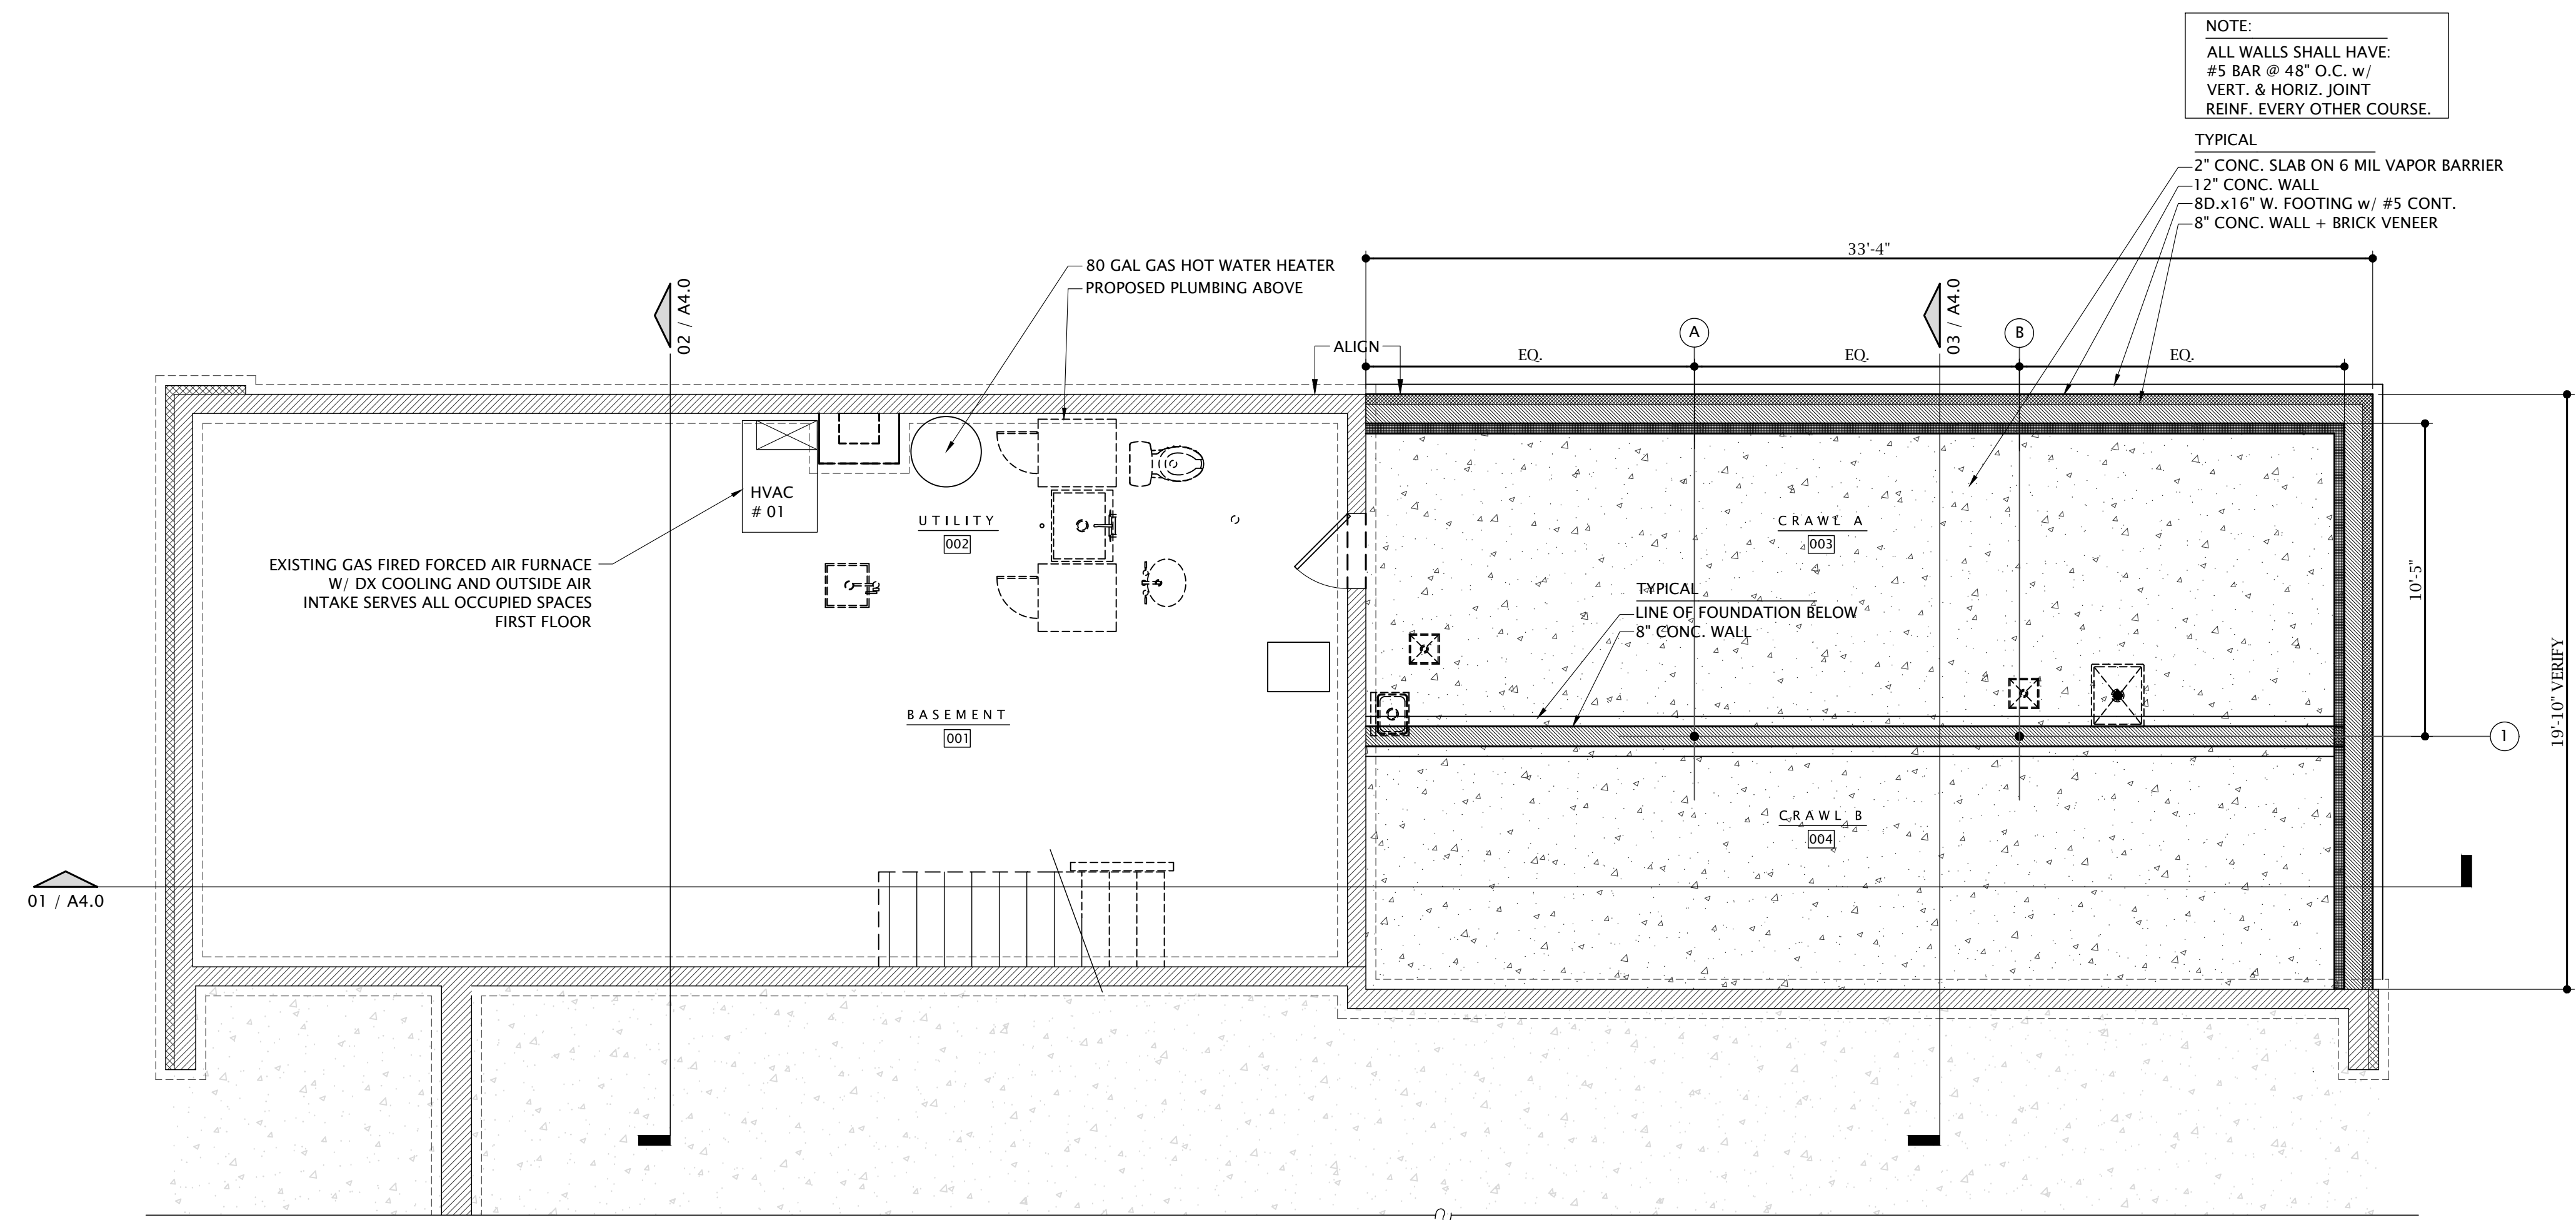 NOTE:
ALL WALLS SHALL HAVE:
#5 BAR @ 48" O.C. w/
VERT. & HORIZ. JOINT
REINF. EVERY OTHER COURSE.
TYPICAL
2" CONC. SLAB ON 6 MIL VAPOR BARRIER
12" CONC. WALL
8D.x16" W. FOOTING w/ #5 CONT.
8" CONC. WALL + BRICK VENEER
33'-4"
80 GAL GAS HOT WATER HEATER
PROPOSED PLUMBING ABOVE
02 / A4.0
03 / A4.0
A
B
ALIGN
EQ.
EQ.
EQ.
HVAC
# 01
UTILITY
002
CRAWL A
003
EXISTING GAS FIRED FORCED AIR FURNACE
W/ DX COOLING AND OUTSIDE AIR
INTAKE SERVES ALL OCCUPIED SPACES
FIRST FLOOR
TYPICAL
LINE OF FOUNDATION BELOW
8" CONC. WALL
10'-5"
19'-10" VERIFY
BASEMENT
001
1
CRAWL B
004
01 / A4.0